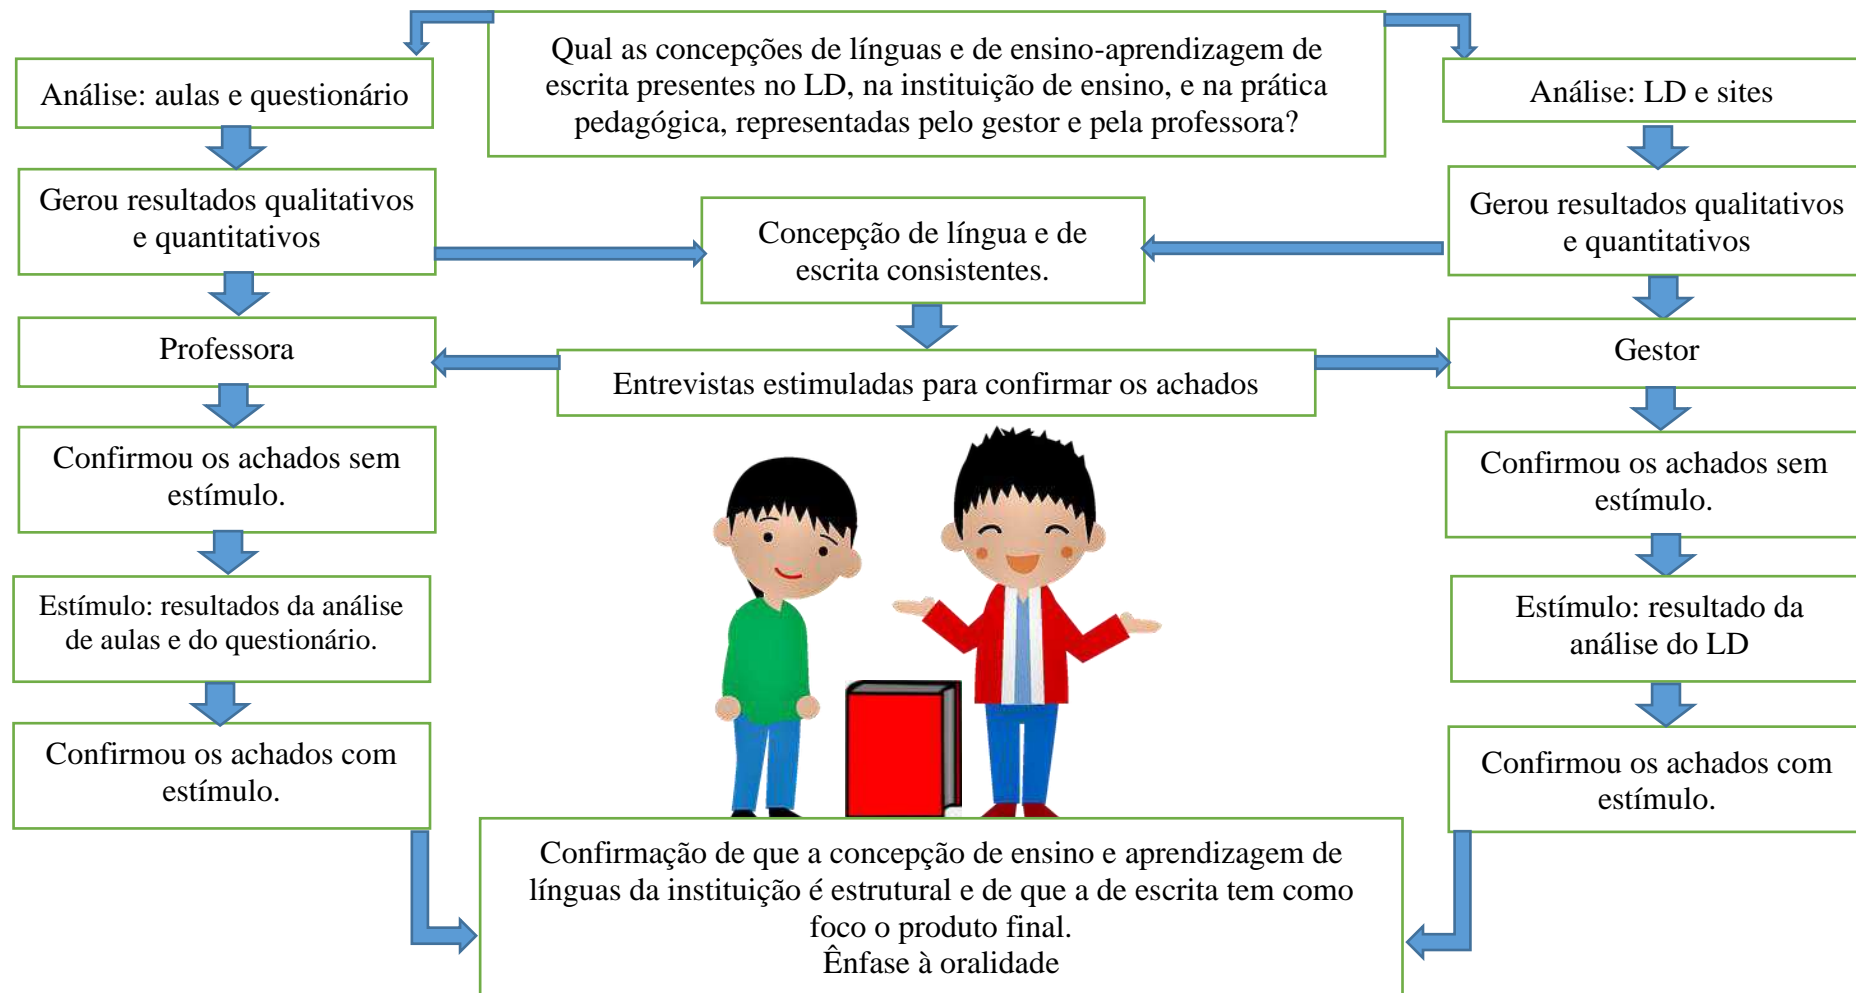 Qual as concepções de línguas e de ensino-aprendizagem de
escrita presentes no LD, na instituição de ensino, e na prática
pedagógica, representadas pelo gestor e pela professora?
Análise: aulas e questionário
Análise: LD e sites
Gerou resultados qualitativos
e quantitativos
Concepção de língua e de
escrita consistentes.
Gerou resultados qualitativos
e quantitativos
Professora
Entrevistas estimuladas para confirmar os achados
Gestor
Confirmou os achados sem
estímulo.
Confirmou os achados sem
estímulo.
Estímulo: resultados da análise
de aulas e do questionário.
Estímulo: resultado da
análise do LD
Confirmou os achados com
estímulo.
Confirmou os achados com
estímulo.
Confirmação de que a concepção de ensino e aprendizagem de
línguas da instituição é estrutural e de que a de escrita tem como
foco o produto final.
Ênfase à oralidade